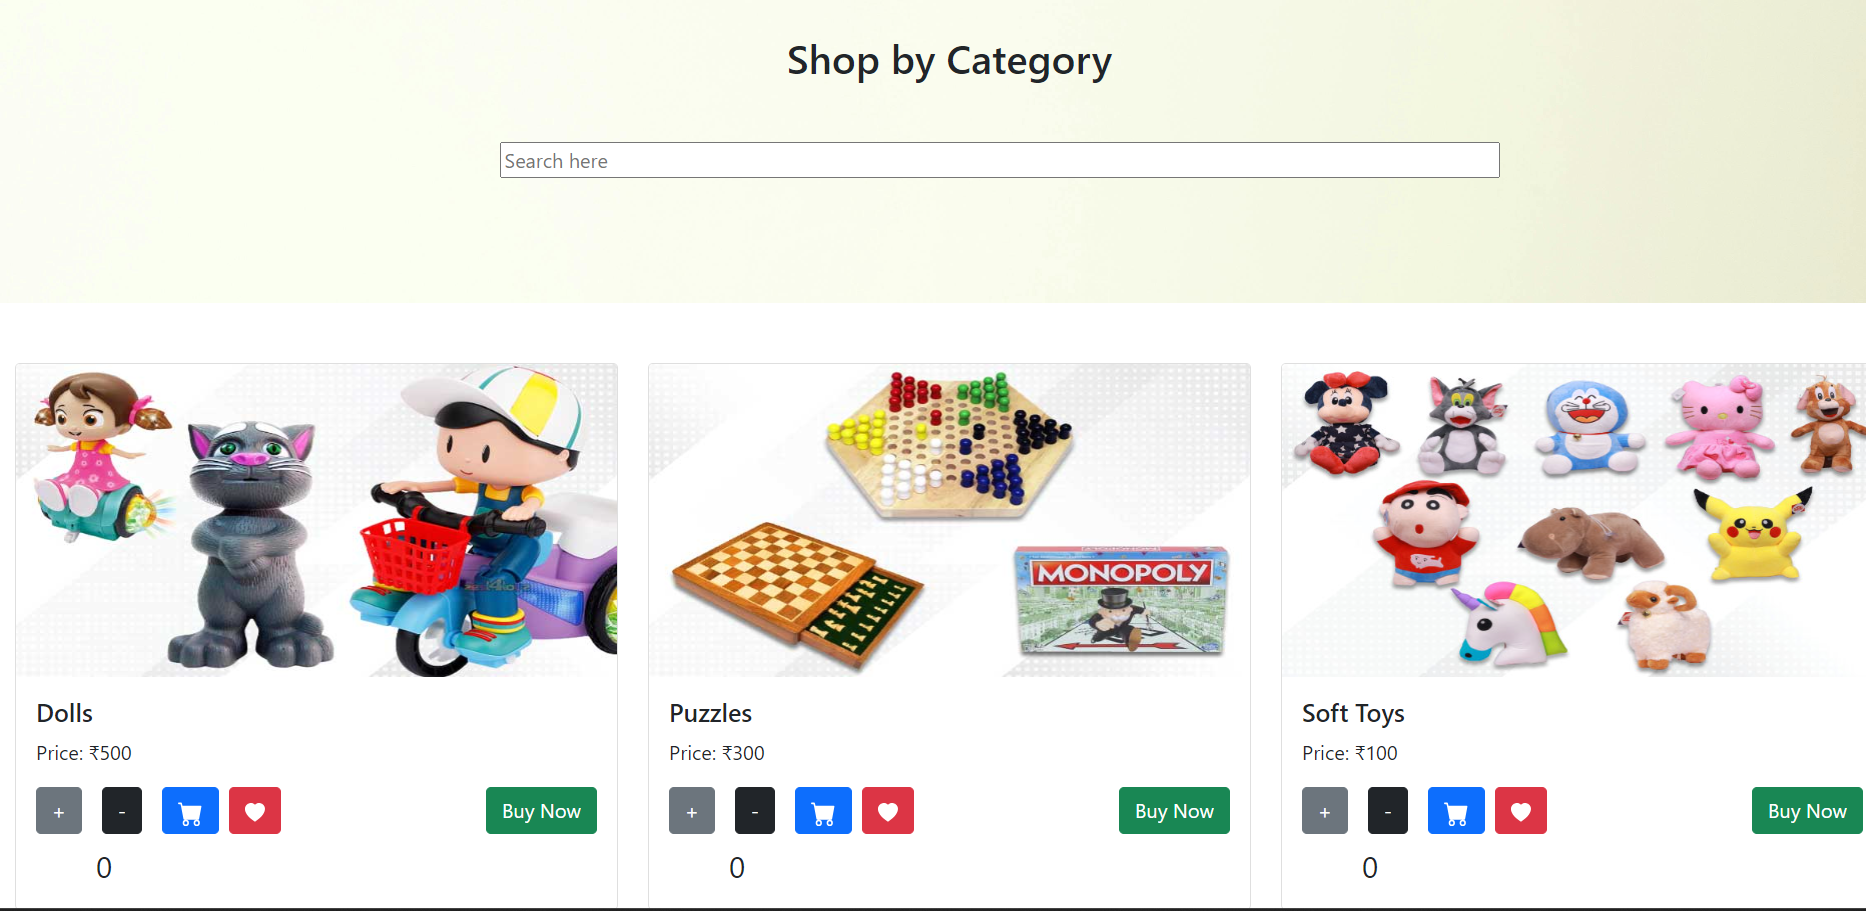 Shop by Category
Search here
MONOPOLY
Dolls
Price: ₹500
+ -
Buy Now
0
Puzzles
Price: ₹300
+ -
Buy Now
0
Soft Toys
Price: ₹100
+ -
Buy Now
0